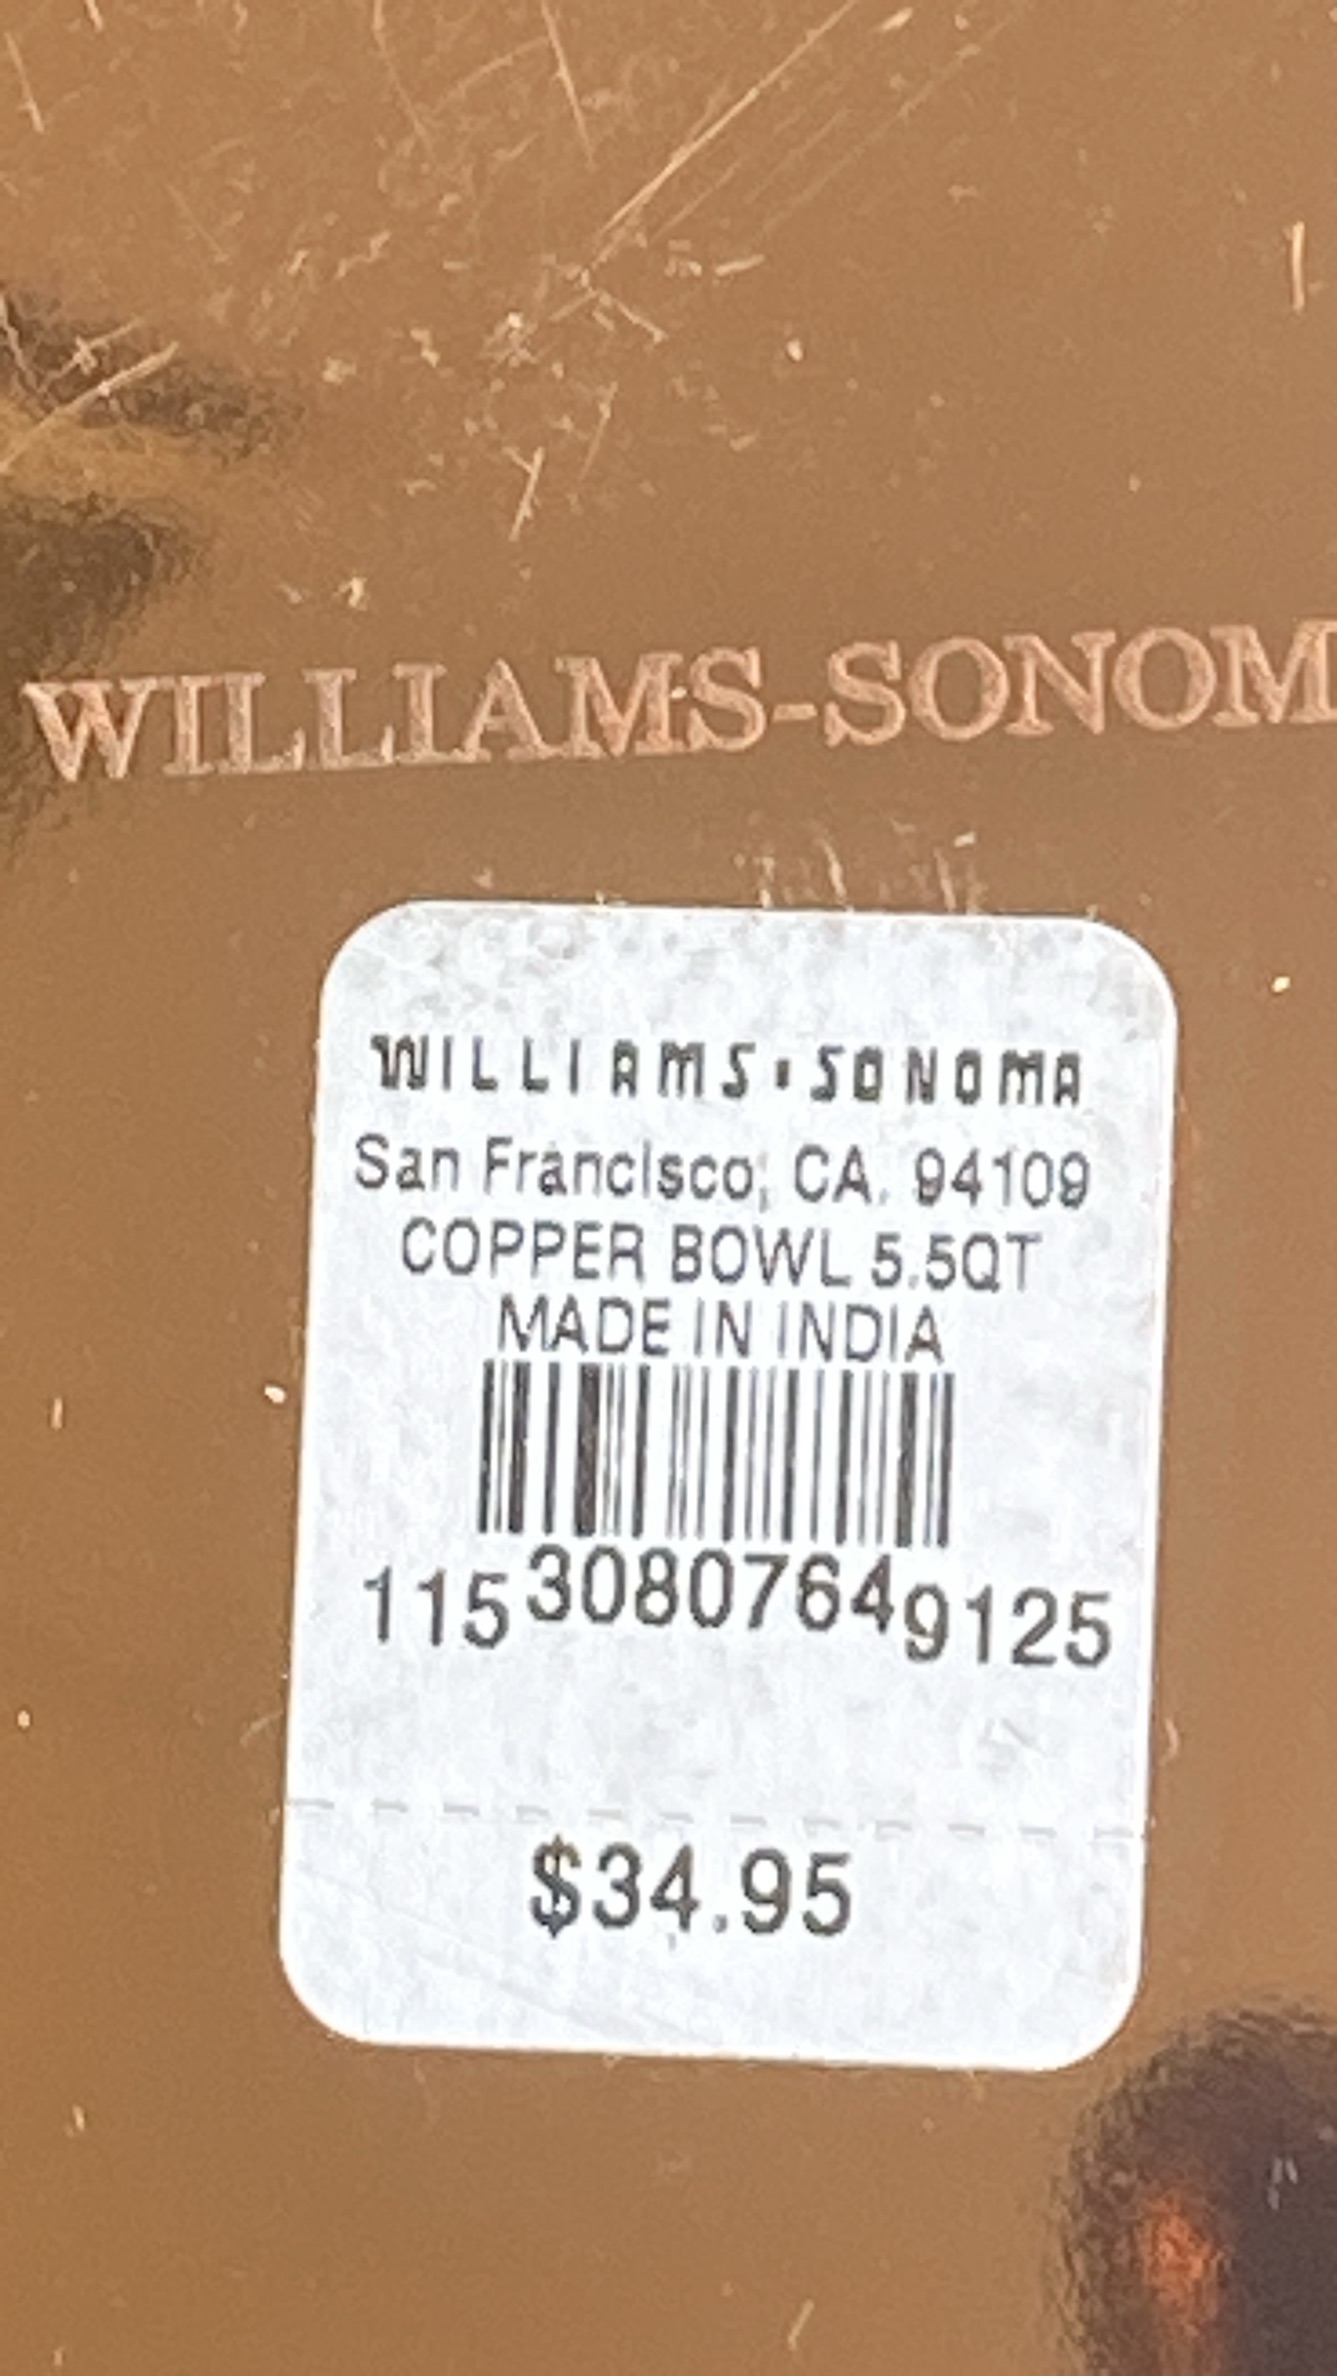 WILLIAMS-SONOM
WILLIAMS·SONOMA
San Francisco, CA. 94109
COPPER BOWL 5.5QT
MADE IN INDIA
115 3080764 9125
$34.95